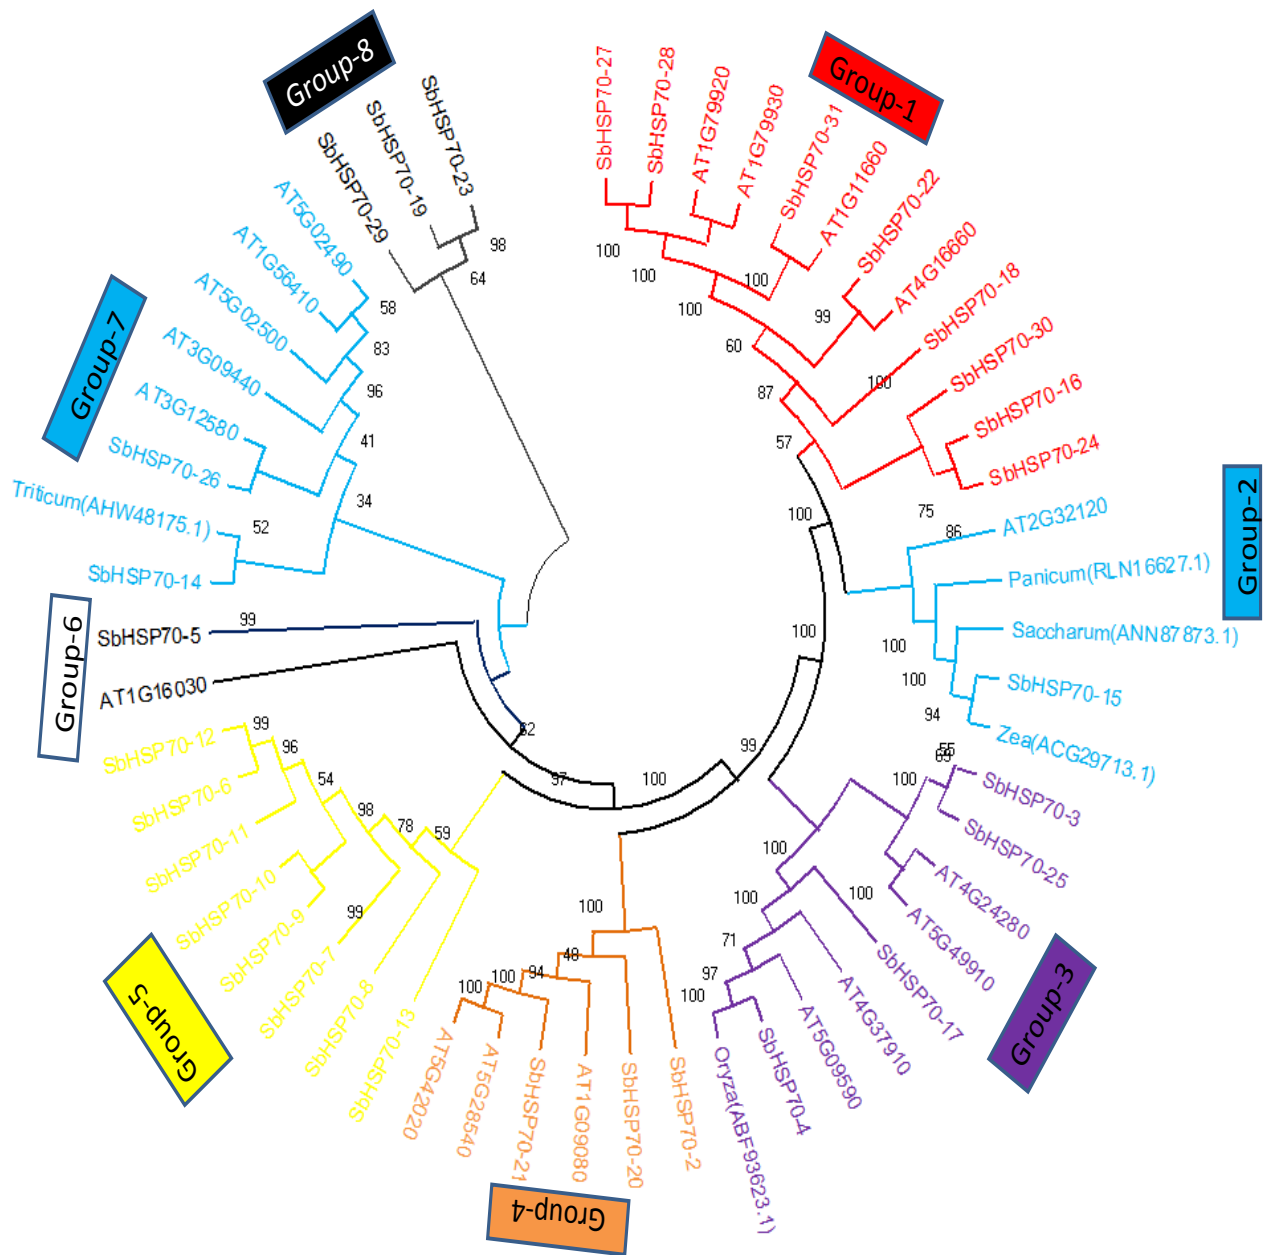 Group-1
SbHSP70-27
SbHSP70-28
AT1G79920
AT1G79930
SbHSP70-31
AT1G11660
SbHSP70-22
AT4G16660
SbHSP70-18
SbHSP70-30
SbHSP70-16
SbHSP70-24
100
100
100
100
99
60
100
87
57
Group-2
AT2G32120
Panicum(RLN16627.1)
Saccharum(ANN87873.1)
SbHSP70-15
Zea(ACG29713.1)
75
86
100
100
94
100
100
99
100
97
62
Group-3
SbHSP70-3
SbHSP70-25
AT4G24280
AT5G49910
SbHSP70-17
AT4G37910
AT5G09590
SbHSP70-4
Oryza(ABF93623.1)
55
69
100
100
100
100
71
97
100
Group-4
SbHSP70-2
SbHSP70-20
AT1G09080
SbHSP70-21
AT5G28540
AT5G42020
100
48
94
100
100
Group-5
SbHSP70-13
SbHSP70-8
SbHSP70-7
SbHSP70-9
SbHSP70-10
SbHSP70-11
SbHSP70-6
SbHSP70-12
59
78
98
99
54
96
99
Group-6
AT1G16030
SbHSP70-5
99
Group-7
SbHSP70-14
Triticum(AHW48175.1)
SbHSP70-26
AT3G12580
AT3G09440
AT5G02500
AT1G56410
AT5G02490
52
34
41
96
83
58
Group-8
SbHSP70-29
SbHSP70-19
SbHSP70-23
64
98